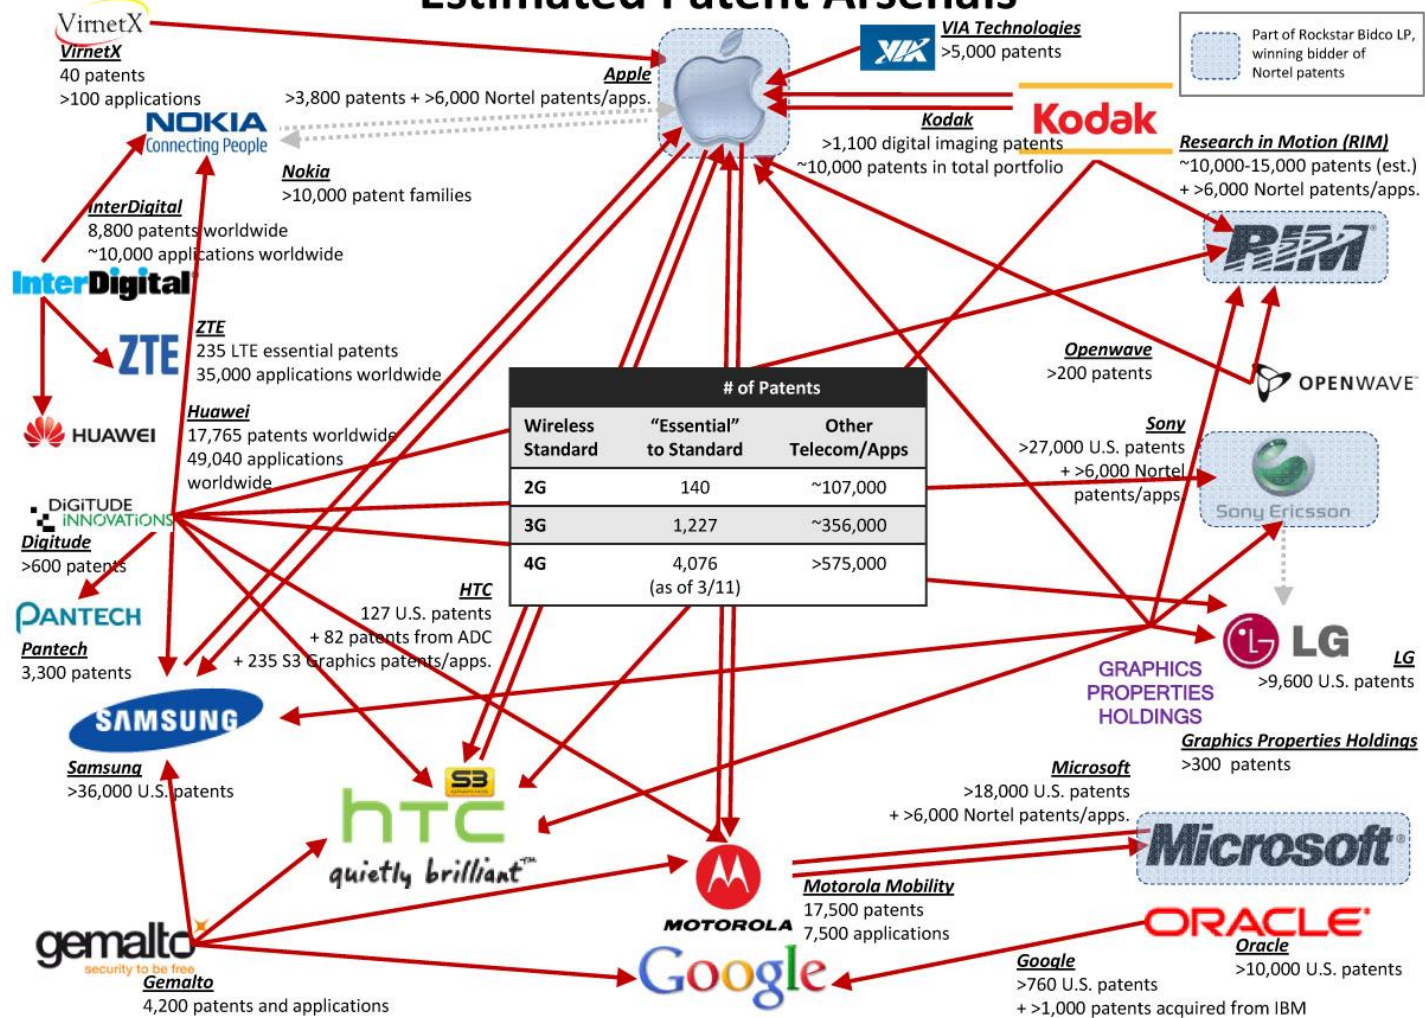 Estimated Patent Arsenals
VirnetX
VirnetX
40 patents
>100 applications
Apple
>3,800 patents + >6,000 Nortel patents/apps.
VIA
VIA Technologies
>5,000 patents
Part of Rockstar Bidco LP,
winning bidder of
Nortel patents
Kodak
Kodak
>1,100 digital imaging patents
~10,000 patents in total portfolio
Research in Motion (RIM)
~10,000-15,000 patents (est.)
+ >6,000 Nortel patents/apps.
RIM
NOKIA
Connecting People
Nokia
>10,000 patent families
InterDigital
8,800 patents worldwide
~10,000 applications worldwide
InterDigital
ZTE
ZTE
235 LTE essential patents
35,000 applications worldwide
HUAWEI
Huawei
17,765 patents worldwide
49,040 applications
worldwide
Openwave
>200 patents
OPENWAVE
Sony
>27,000 U.S. patents
+ >6,000 Nortel
patents/apps.
Sony Ericsson
# of Patents
Wireless Standard “Essential” to Standard Other Telecom/Apps
2G 140 ~107,000
3G 1,227 ~356,000
4G 4,076 (as of 3/11) >575,000
DiGiTUDE
iNNOVATiONS
Digitude
>600 patents
PANTECH
Pantech
3,300 patents
HTC
127 U.S. patents
+ 82 patents from ADC
+ 235 S3 Graphics patents/apps.
LG
LG
>9,600 U.S. patents
GRAPHICS
PROPERTIES
HOLDINGS
Graphics Properties Holdings
>300 patents
SAMSUNG
Samsung
>36,000 U.S. patents
S3
hTC
quietly brilliant™
Microsoft
>18,000 U.S. patents
+ >6,000 Nortel patents/apps.
Microsoft®
MOTOROLA
Motorola Mobility
17,500 patents
7,500 applications
ORACLE
Oracle
>10,000 U.S. patents
gemalto
security to be free
Gemalto
4,200 patents and applications
Google
Google
>760 U.S. patents
+ >1,000 patents acquired from IBM